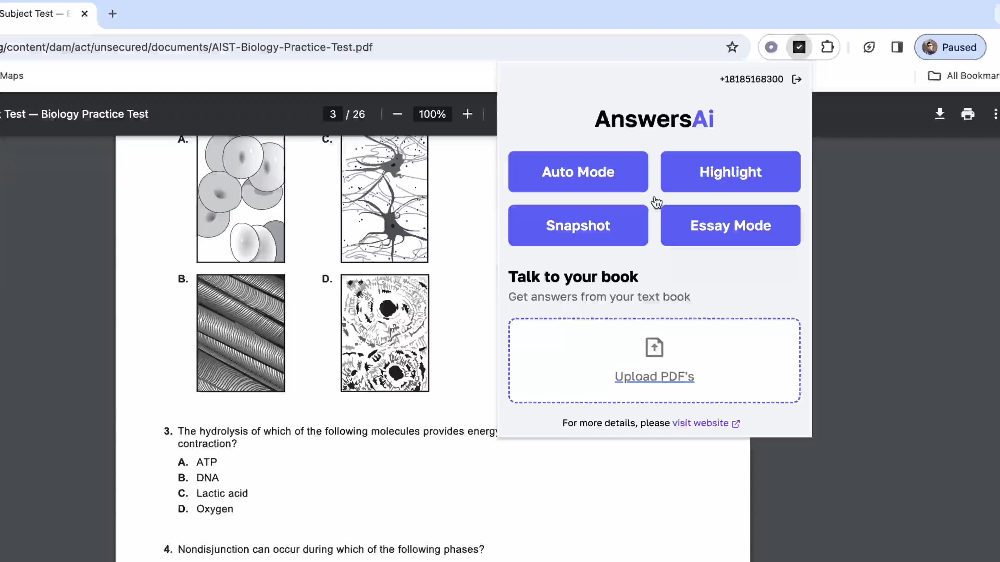 Subject Test —
g/content/dam/act/unsecured/documents/AIST-Biology-Practice-Test.pdf
Paused
Maps
All Bookmar
+18185168300
Test — Biology Practice Test
3 / 26
100%
AnswersAi
Auto Mode
Highlight
Snapshot
Essay Mode
Talk to your book
Get answers from your text book
Upload PDF's
For more details, please visit website
A.
C.
B.
D.
3. The hydrolysis of which of the following molecules provides energy
contraction?
A. ATP
B. DNA
C. Lactic acid
D. Oxygen
4. Nondisjunction can occur during which of the following phases?